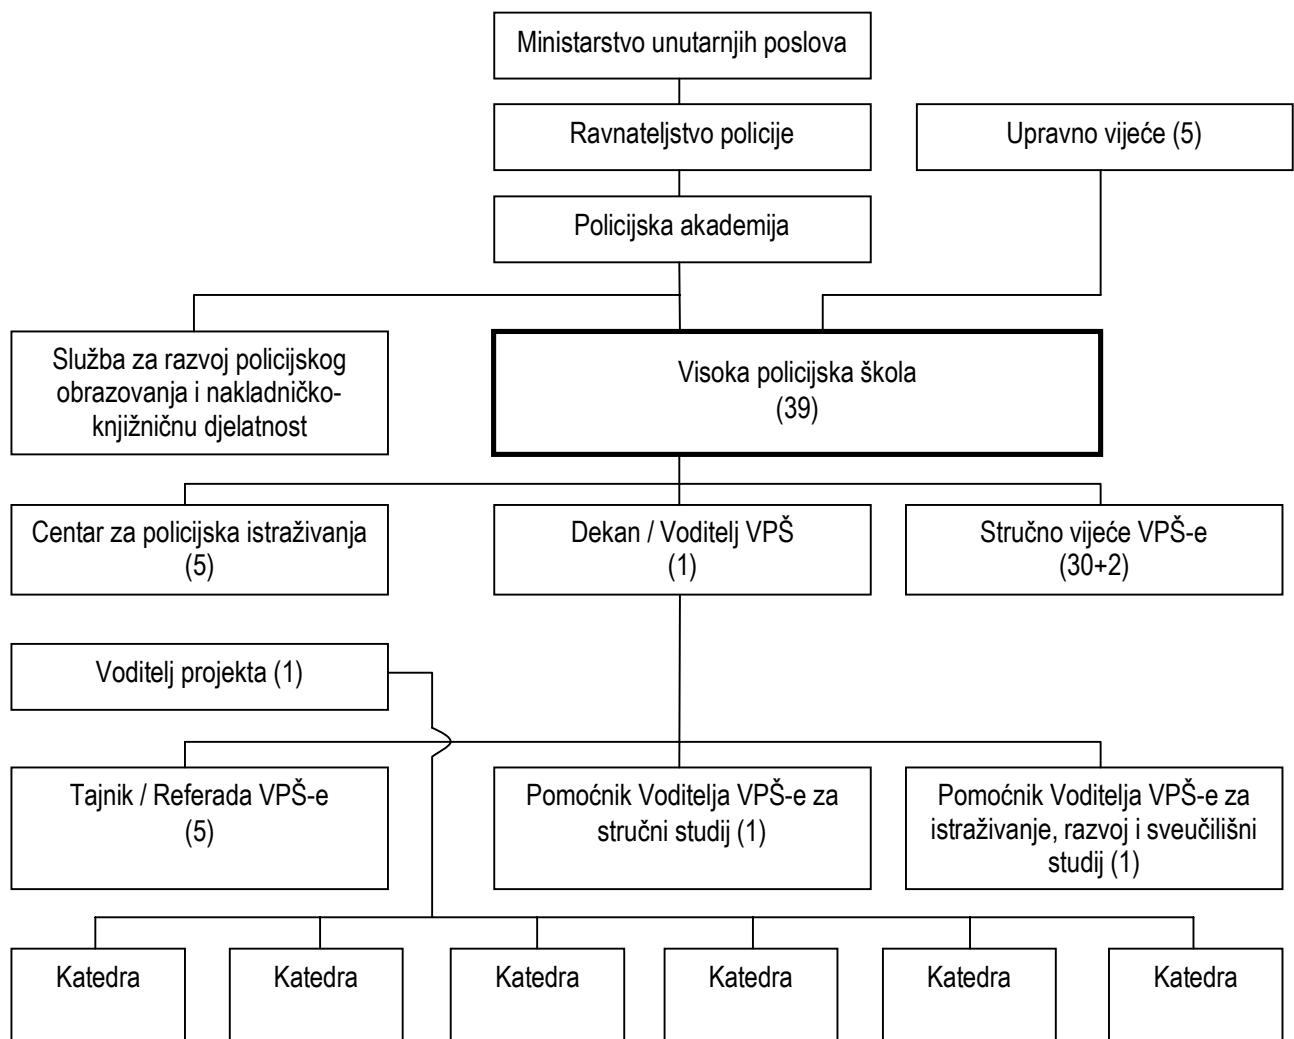 Ministarstvo unutarnjih poslova
Ravnateljstvo policije
Upravno vijeće (5)
Policijska akademija
Služba za razvoj policijskog
obrazovanja i nakladničko-
knjižničnu djelatnost
Visoka policijska škola
(39)
Centar za policijska istraživanja
(5)
Dekan / Voditelj VPŠ
(1)
Stručno vijeće VPŠ-e
(30+2)
Voditelj projekta (1)
Tajnik / Referada VPŠ-e
(5)
Pomoćnik Voditelja VPŠ-e za
stručni studij (1)
Pomoćnik Voditelja VPŠ-e za
istraživanje, razvoj i sveučilišni
studij (1)
Katedra
Katedra
Katedra
Katedra
Katedra
Katedra